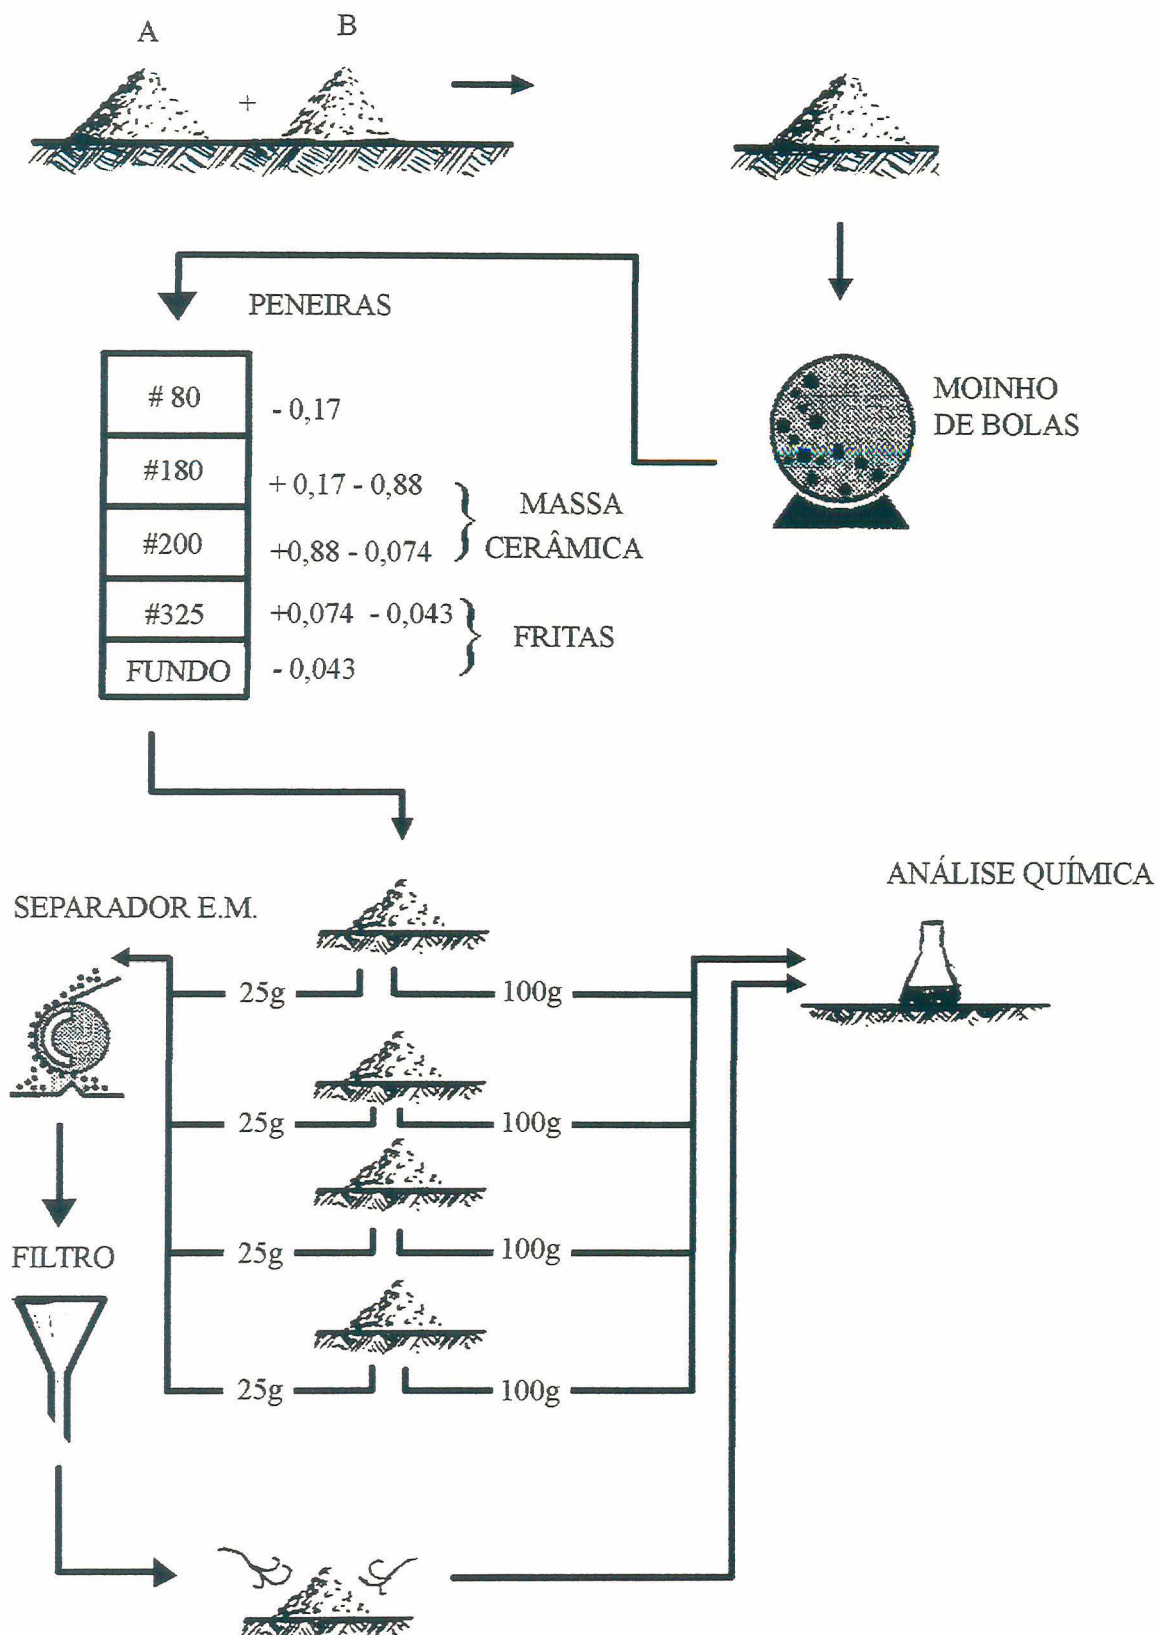 A
B
+
PENEIRAS
# 80
- 0,17
MOINHO
DE BOLAS
#180
+ 0,17 - 0,88
MASSA
CERÂMICA
#200
+0,88 - 0,074
#325
+0,074 - 0,043
FRITAS
FUNDO
- 0,043
ANÁLISE QUÍMICA
SEPARADOR E.M.
25g
100g
25g
100g
25g
100g
FILTRO
25g
100g